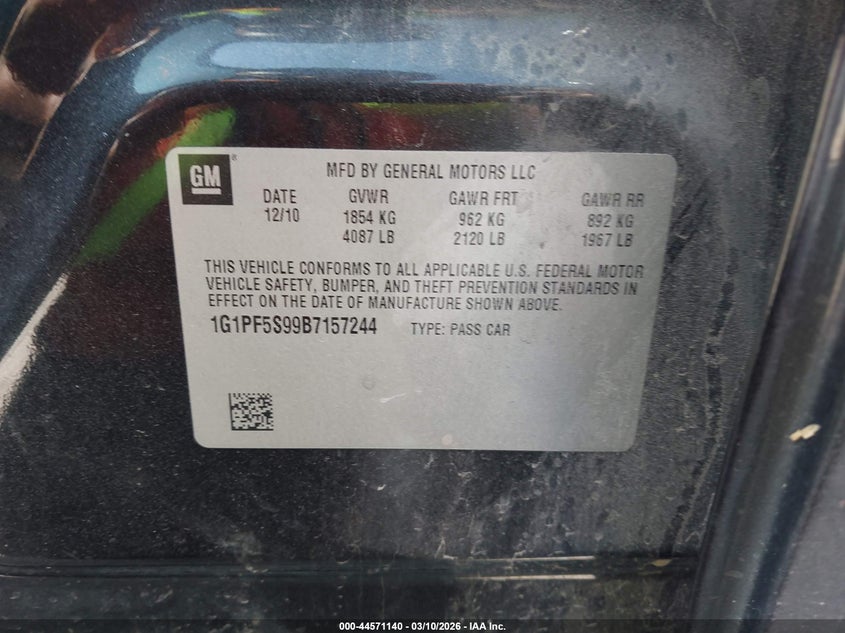 GM ®
MFD BY GENERAL MOTORS LLC
DATE GVWR GAWR FRT GAWR RR
12/10 1854 KG 962 KG 892 KG
4087 LB 2120 LB 1967 LB
THIS VEHICLE CONFORMS TO ALL APPLICABLE U.S. FEDERAL MOTOR
VEHICLE SAFETY, BUMPER, AND THEFT PREVENTION STANDARDS IN
EFFECT ON THE DATE OF MANUFACTURE SHOWN ABOVE.
1G1PF5S99B7157244 TYPE: PASS CAR
000-44571140 - 03/10/2026 - IAA Inc.